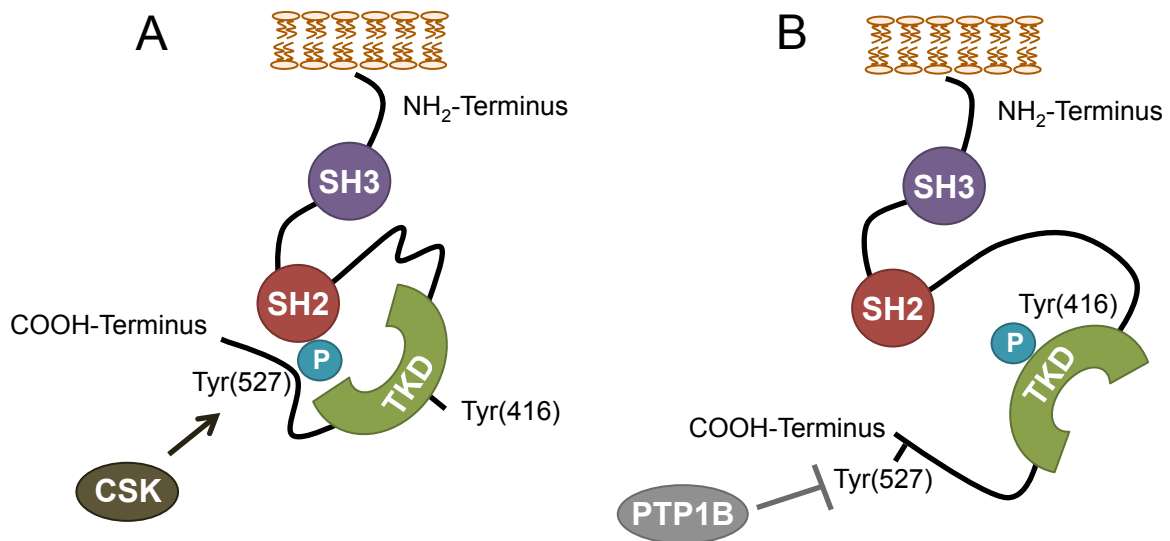 A
NH₂-Terminus
SH3
SH2
COOH-Terminus
P
Tyr(527)
TKD
Tyr(416)
CSK
B
NH₂-Terminus
SH3
SH2
Tyr(416)
P
TKD
COOH-Terminus
Tyr(527)
PTP1B